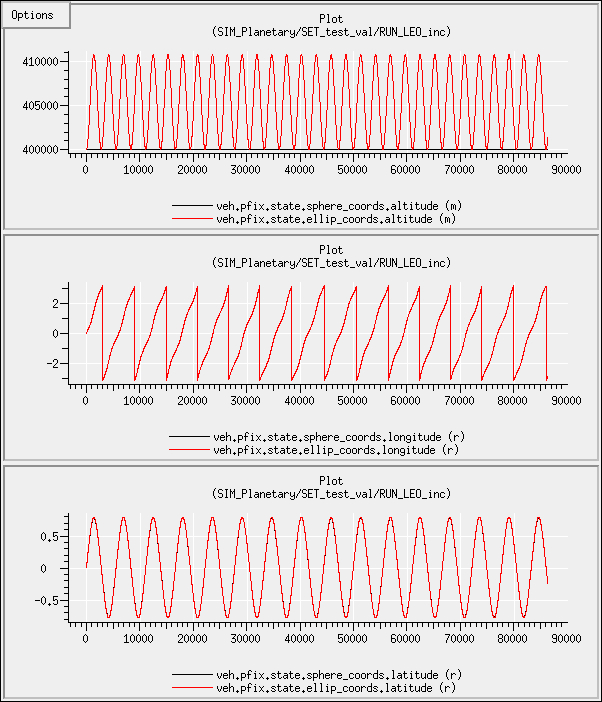 Options
Plot
(SIM_Planetary/SET_test_val/RUN_LEO_inc)
410000
405000
400000
0 10000 20000 30000 40000 50000 60000 70000 80000 90000
veh.pfix.state.sphere_coords.altitude (m)
veh.pfix.state.ellip_coords.altitude (m)
Plot
(SIM_Planetary/SET_test_val/RUN_LEO_inc)
2
0
-2
0 10000 20000 30000 40000 50000 60000 70000 80000 90000
veh.pfix.state.sphere_coords.longitude (r)
veh.pfix.state.ellip_coords.longitude (r)
Plot
(SIM_Planetary/SET_test_val/RUN_LEO_inc)
0.5
0
-0.5
0 10000 20000 30000 40000 50000 60000 70000 80000 90000
veh.pfix.state.sphere_coords.latitude (r)
veh.pfix.state.ellip_coords.latitude (r)